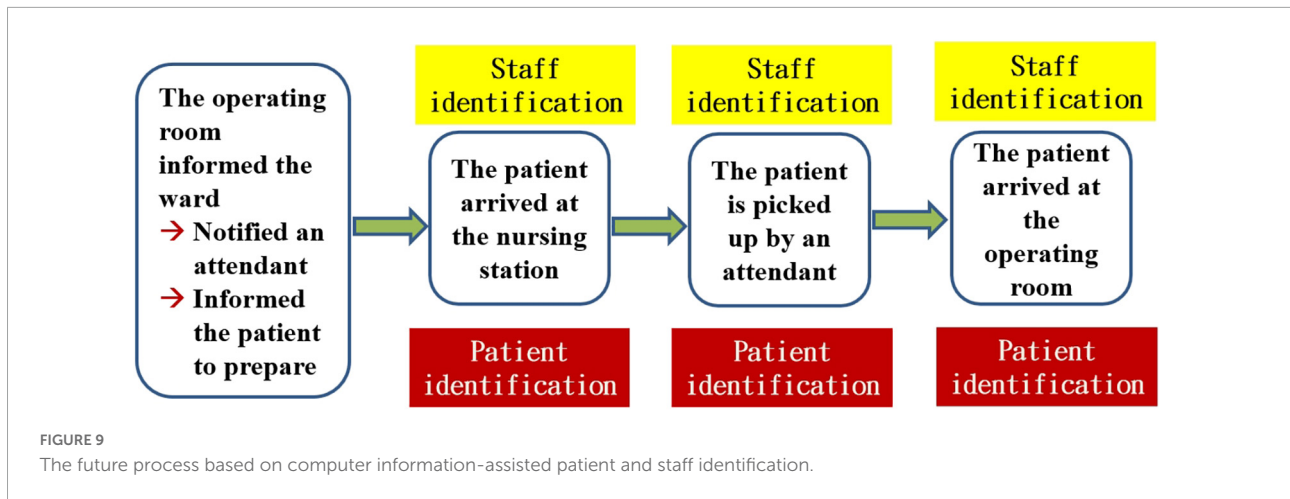 The operating
room
informed the
ward
→ Notified an
attendant
→ Informed
the patient
to prepare
Staff
identification
The patient
arrived at
the nursing
station
Patient
identification
Staff
identification
The patient
is picked
up by an
attendant
Patient
identification
Staff
identification
The patient
arrived at
the
operating
room
Patient
identification
FIGURE 9
The future process based on computer information-assisted patient and staff identification.